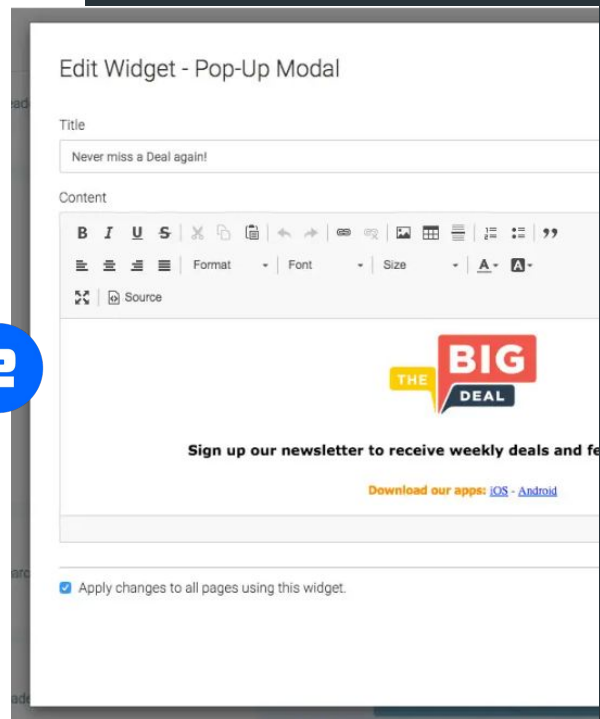 Edit Widget - Pop-Up Modal
Title
Never miss a Deal again!
Content
B I U S
Format Font Size A A
Source
THE BIG DEAL
Sign up our newsletter to receive weekly deals and fe
Download our apps: iOS - Android
Apply changes to all pages using this widget.